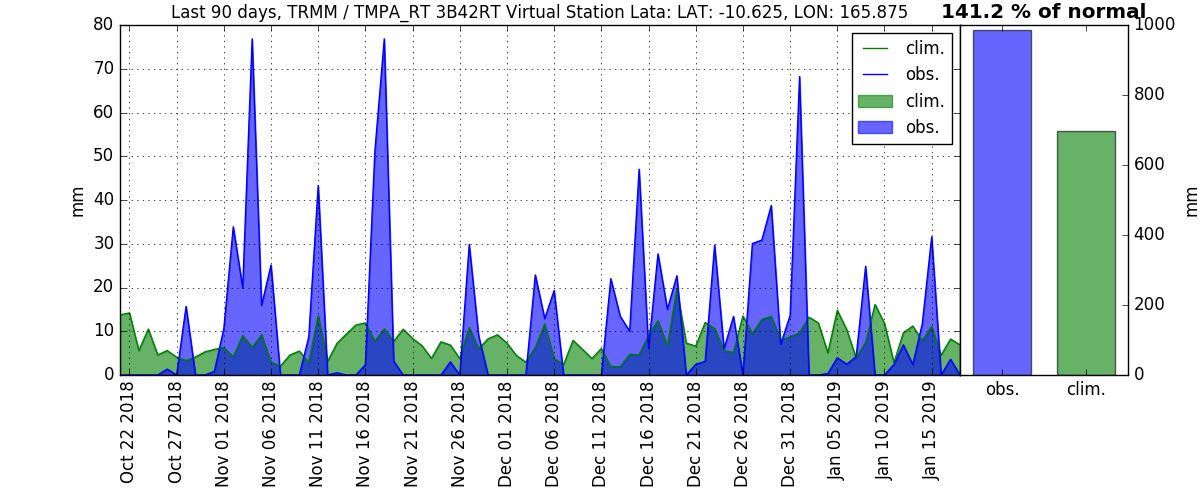 Last 90 days, TRMM / TMPA_RT 3B42RT Virtual Station Lata: LAT: -10.625, LON: 165.875
141.2 % of normal
80
70
60
50
40
30
20
10
0
mm
clim.
obs.
clim.
obs.
1000
800
600
400
200
0
mm
obs.
clim.
Oct 22 2018
Oct 27 2018
Nov 01 2018
Nov 06 2018
Nov 11 2018
Nov 16 2018
Nov 21 2018
Nov 26 2018
Dec 01 2018
Dec 06 2018
Dec 11 2018
Dec 16 2018
Dec 21 2018
Dec 26 2018
Dec 31 2018
Jan 05 2019
Jan 10 2019
Jan 15 2019